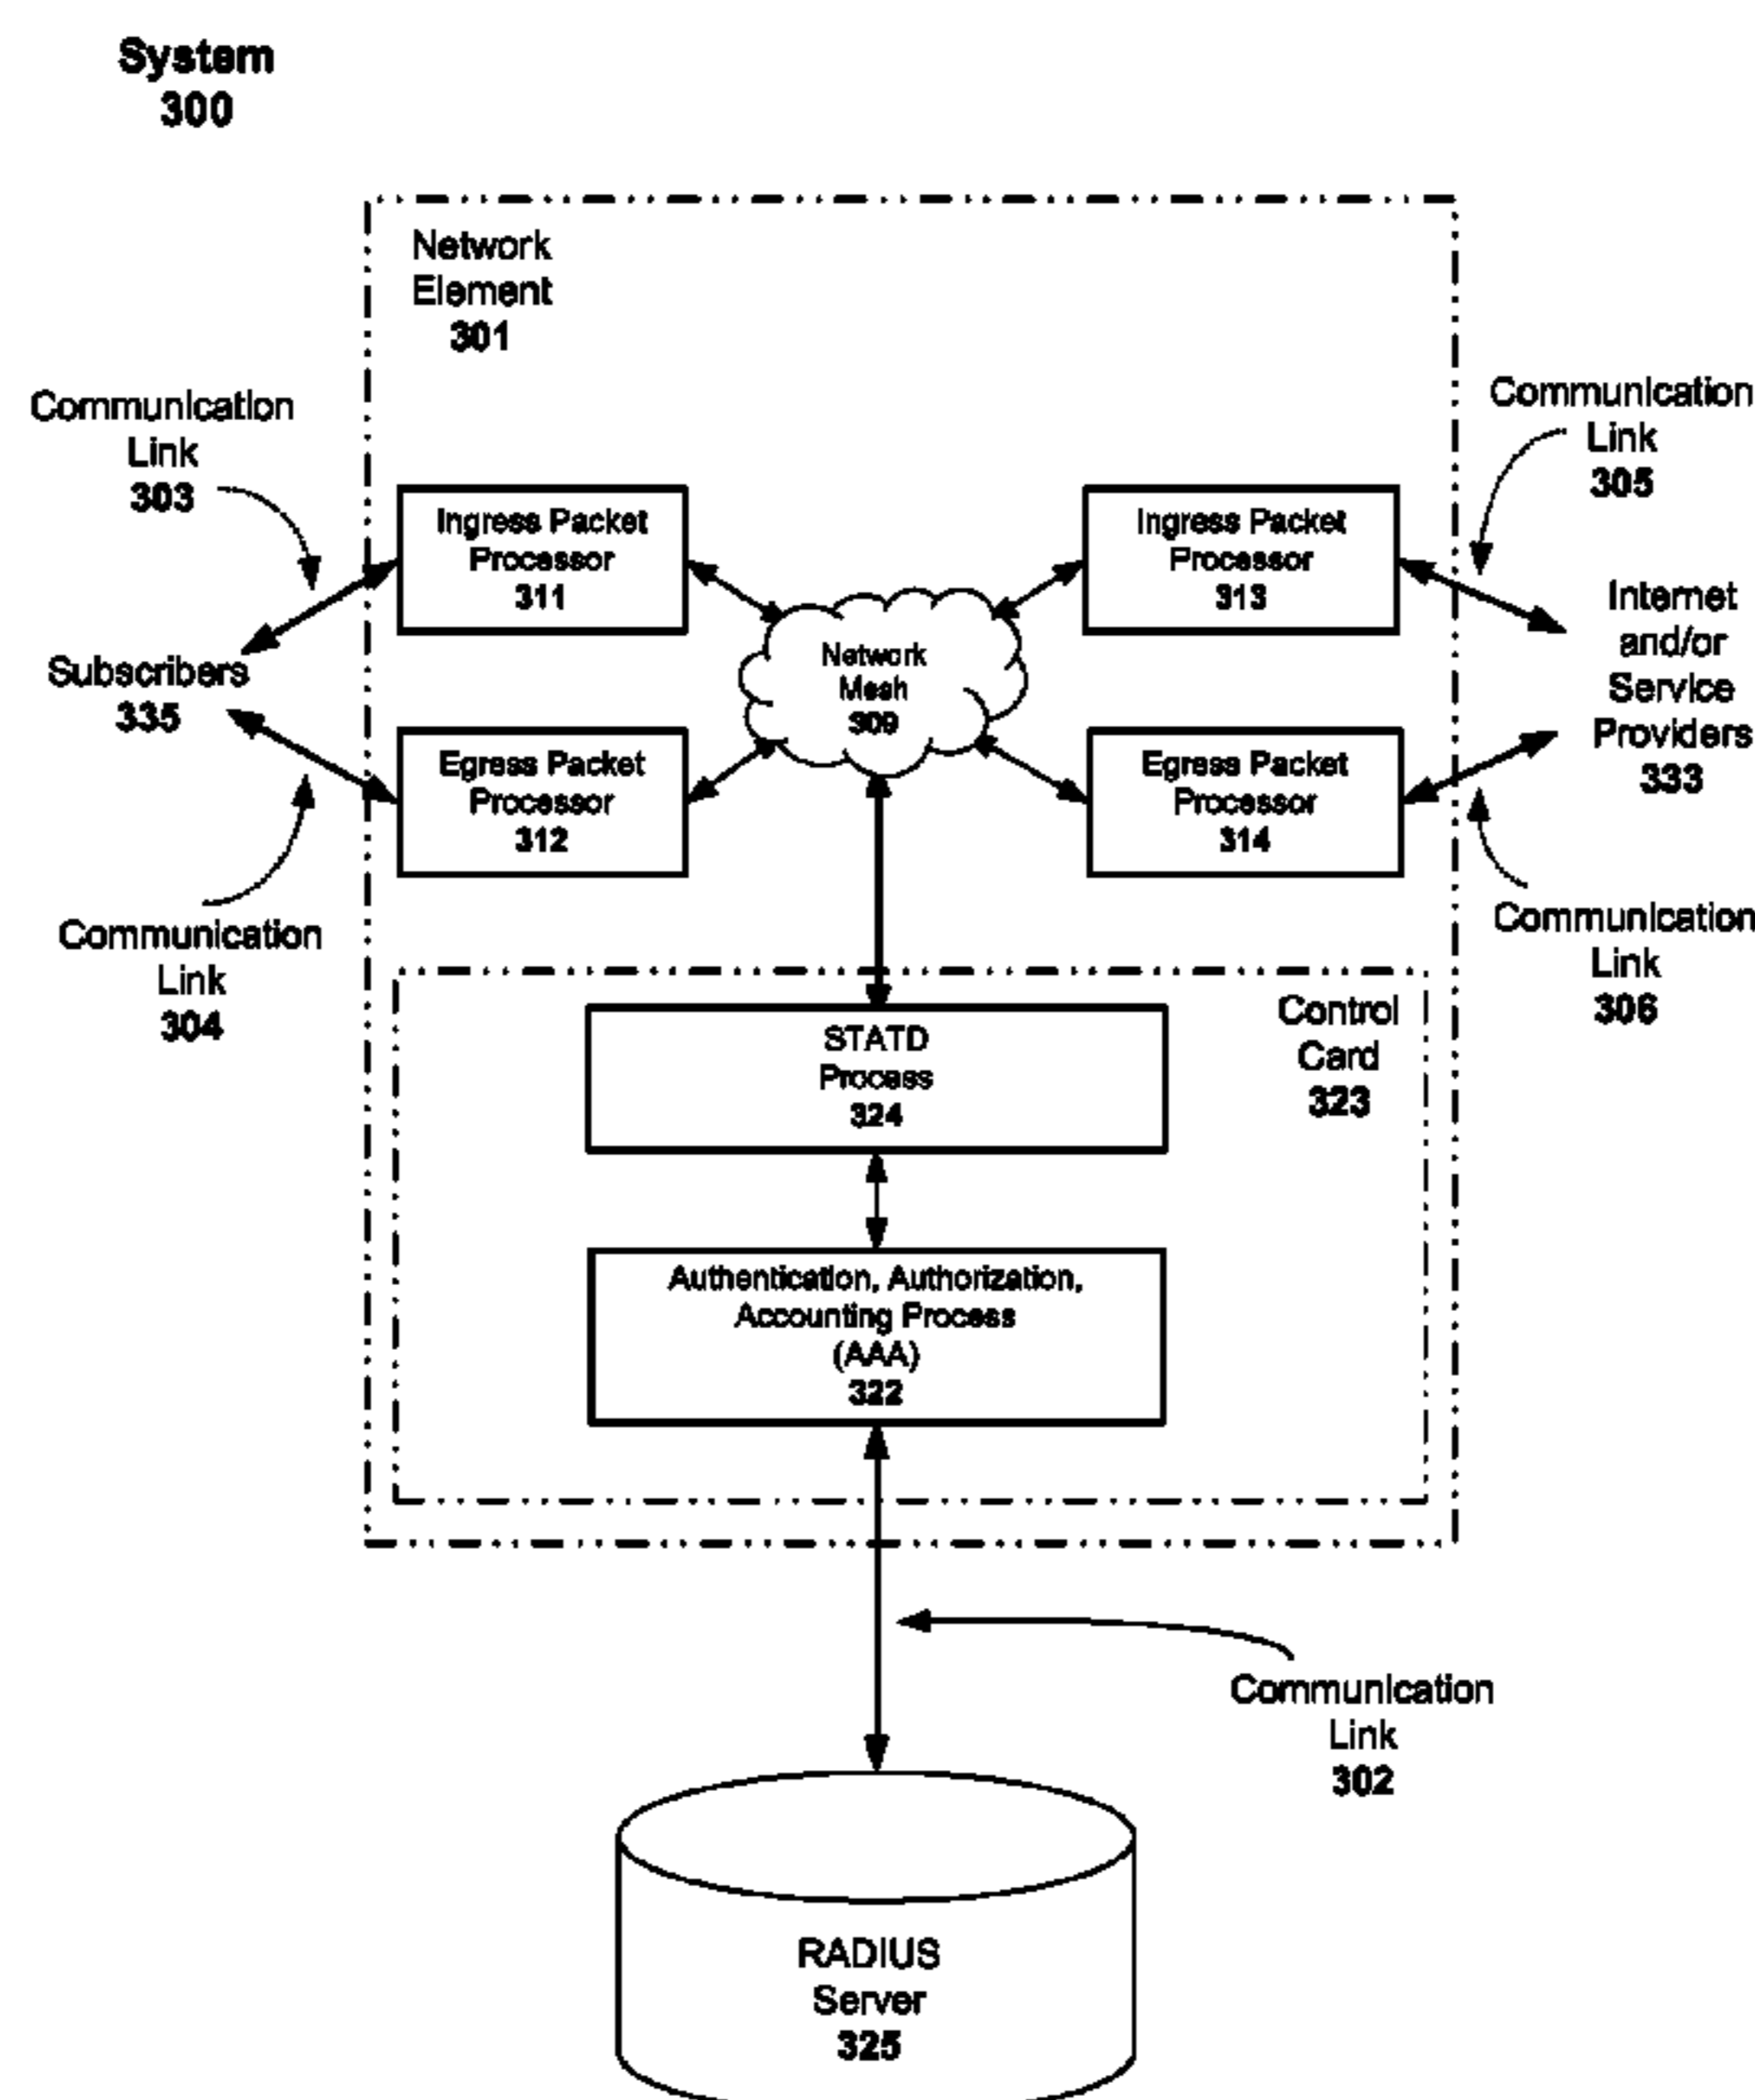 System
300
Network
Element
301
Communication
Link
303
Communication
Link
305
Ingress Packet
Processor
311
Ingress Packet
Processor
313
Internet
and/or
Service
Providers
333
Subscribers
335
Network
Mesh
309
Egress Packet
Processor
312
Egress Packet
Processor
314
Communication
Link
304
Communication
Link
306
Control
Card
323
STATD
Process
324
Authentication, Authorization,
Accounting Process
(AAA)
322
Communication
Link
302
RADIUS
Server
325